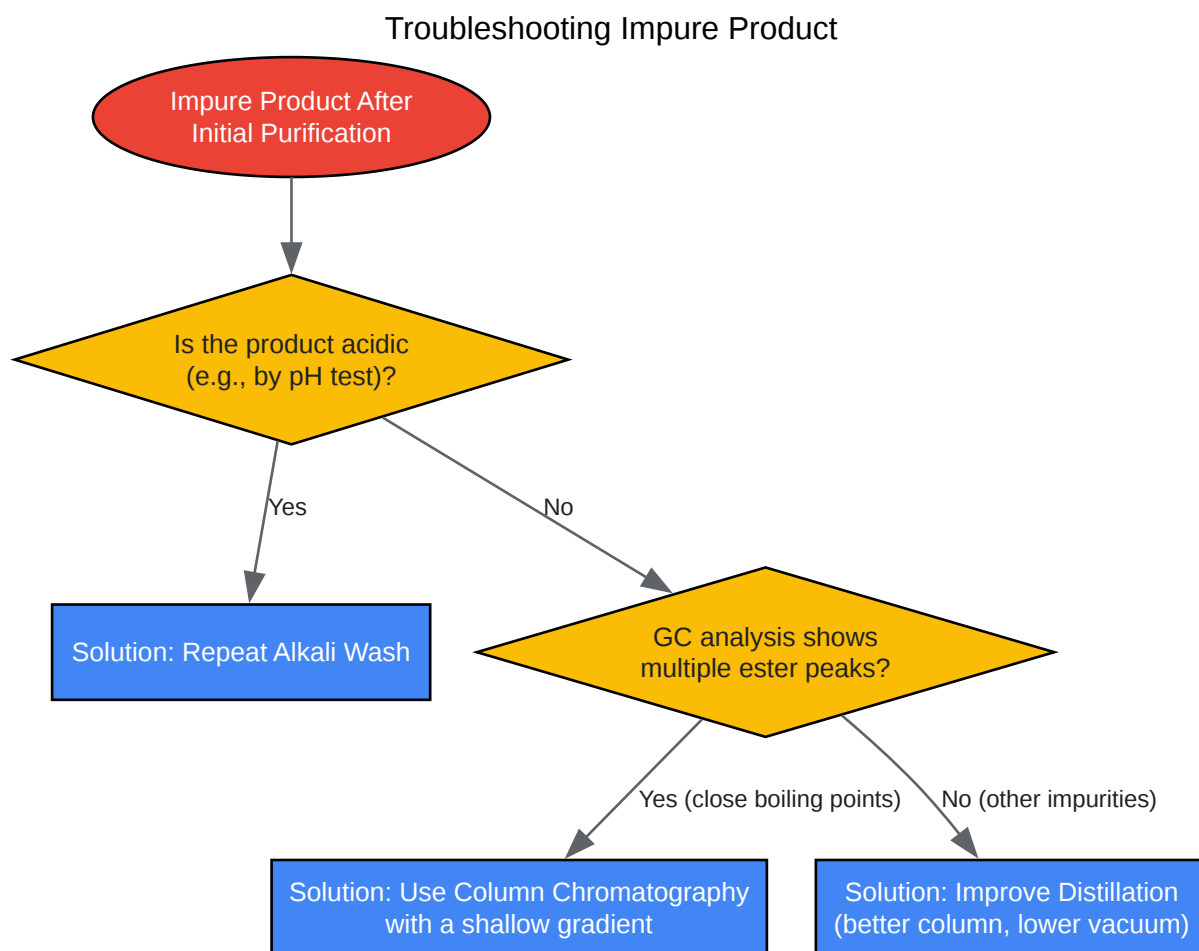 Troubleshooting Impure Product
Impure Product After
Initial Purification
Is the product acidic
(e.g., by pH test)?
Yes
No
Solution: Repeat Alkali Wash
GC analysis shows
multiple ester peaks?
Yes (close boiling points)
No (other impurities)
Solution: Use Column Chromatography
with a shallow gradient
Solution: Improve Distillation
(better column, lower vacuum)